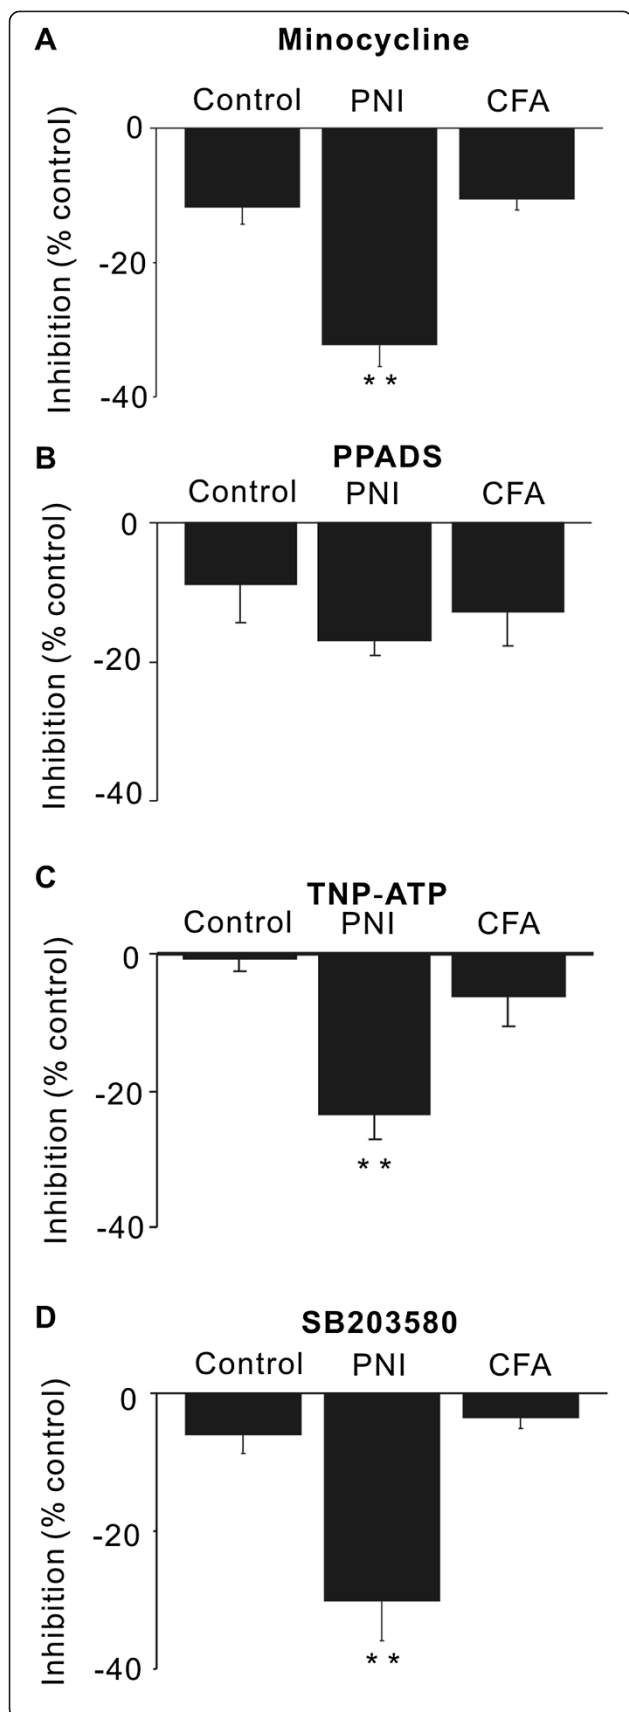 A
Minocycline
Control PNI CFA
Inhibition (% control)
0
-20
-40
* *
B
PPADS
Control PNI CFA
Inhibition (% control)
0
-20
-40
C
TNP-ATP
Control PNI CFA
Inhibition (% control)
0
-20
-40
* *
D
SB203580
Control PNI CFA
Inhibition (% control)
0
-20
-40
* *